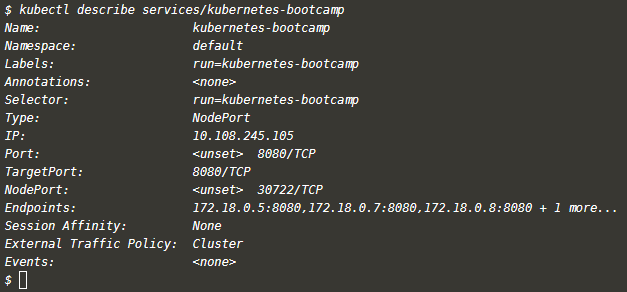 $ kubectl describe services/kubernetes-bootcamp
Name:                     kubernetes-bootcamp
Namespace:                default
Labels:                   run=kubernetes-bootcamp
Annotations:              <none>
Selector:                 run=kubernetes-bootcamp
Type:                     NodePort
IP:                       10.108.245.105
Port:                     <unset>  8080/TCP
TargetPort:               8080/TCP
NodePort:                 <unset>  30722/TCP
Endpoints:                172.18.0.5:8080,172.18.0.7:8080,172.18.0.8:8080 + 1 more...
Session Affinity:         None
External Traffic Policy:  Cluster
Events:                   <none>
$